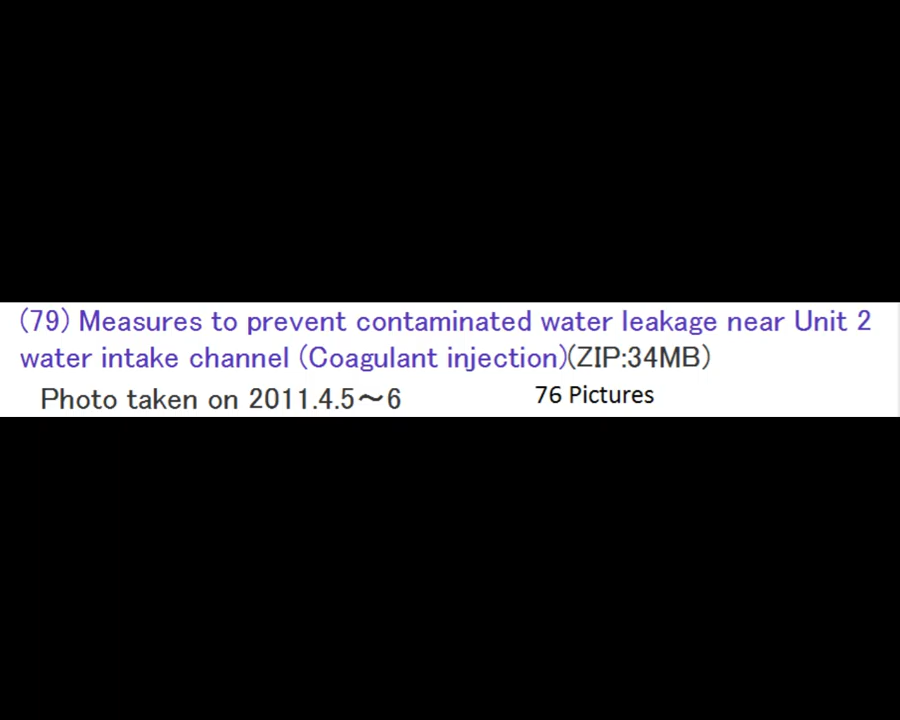 (79) Measures to prevent contaminated water leakage near Unit 2
water intake channel (Coagulant injection)(ZIP:34MB)
Photo taken on 2011.4.5～6 76 Pictures